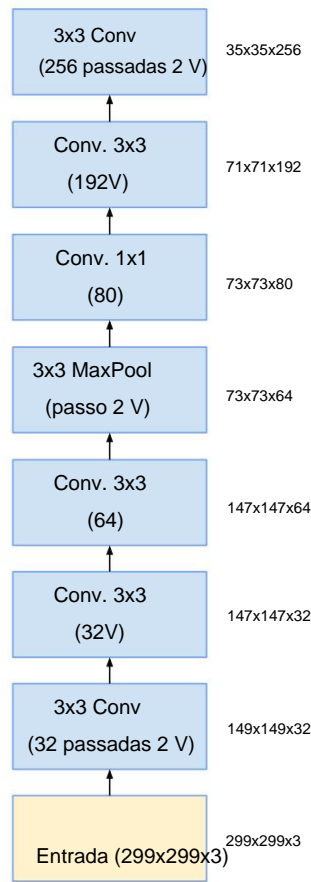 3x3 Conv
(256 passadas 2 V)
35x35x256
Conv. 3x3
(192V)
71x71x192
Conv. 1x1
(80)
73x73x80
3x3 MaxPool
(passo 2 V)
73x73x64
Conv. 3x3
(64)
147x147x64
Conv. 3x3
(32V)
147x147x32
3x3 Conv
(32 passadas 2 V)
149x149x32
Entrada (299x299x3)
299x299x3